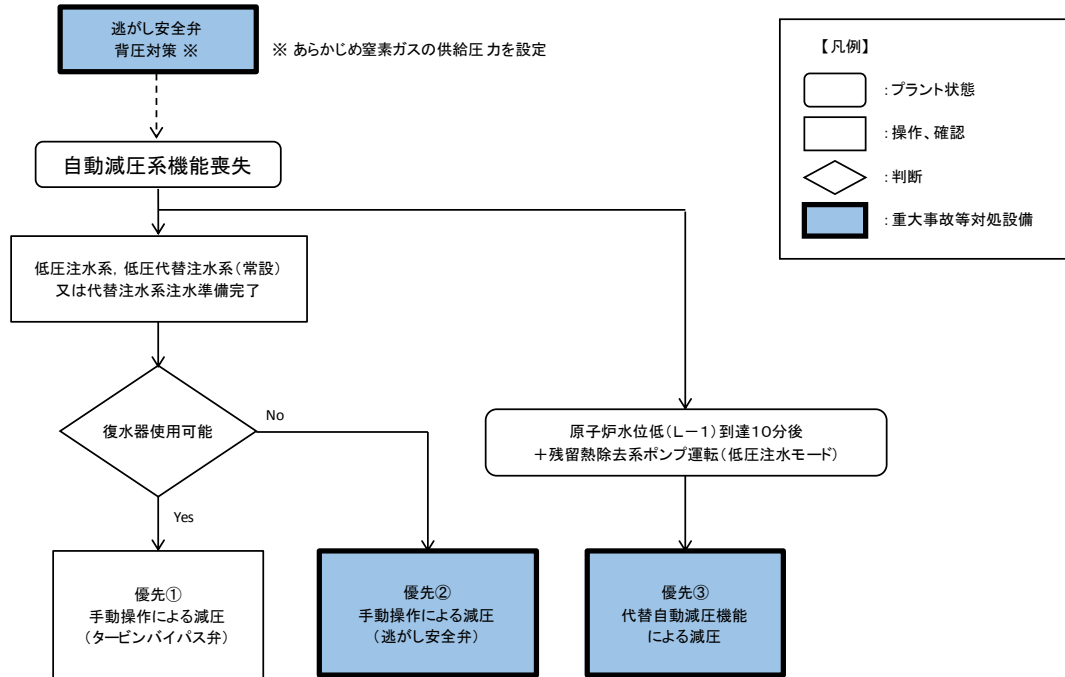 逃がし安全弁
背圧対策 ※
※ あらかじめ窒素ガスの供給圧力を設定
自動減圧系機能喪失
低圧注水系, 低圧代替注水系(常設)
又は代替注水系注水準備完了
復水器使用可能
No
Yes
原子炉水位低(L-1)到達10分後
+残留熱除去系ポンプ運転(低圧注水モード)
優先①
手動操作による減圧
(タービンバイパス弁)
優先②
手動操作による減圧
(逃がし安全弁)
優先③
代替自動減圧機能
による減圧
【凡例】
:プラント状態
:操作、確認
:判断
:重大事故等対処設備